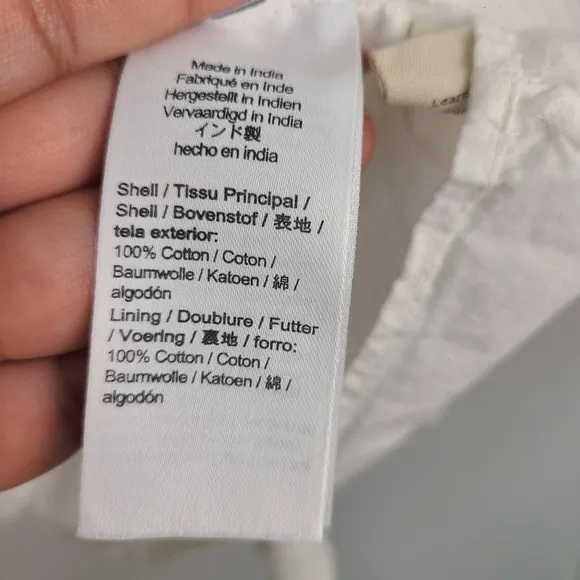 Made in India
Fabriqué en Inde
Hergestellt in Indien
Vervaardigd in India
インド製
hecho en india
Shell / Tissu Principal /
Shell / Bovenstof / 表地 /
tela exterior:
100% Cotton / Coton /
Baumwolle / Katoen / 綿 /
algodón
Lining / Doublure / Futter
/ Voering / 裏地 / forro:
100% Cotton / Coton /
Baumwolle / Katoen / 綿 /
algodón